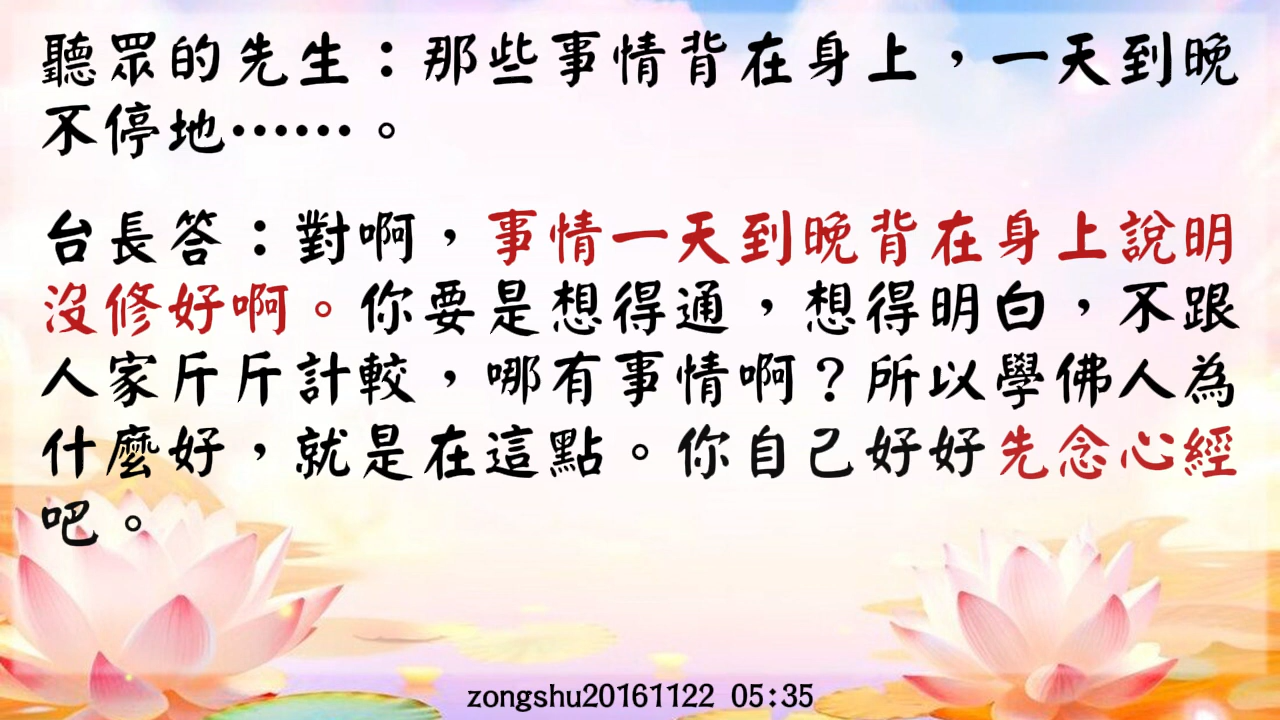 聽眾的先生：那些事情背在身上，一天到晚
不停地……。
台長答：對啊，事情一天到晚背在身上說明
沒修好啊。你要是想得通，想得明白，不跟
人家斤斤計較，哪有事情啊？所以學佛人為
什麼好，就是在這點。你自己好好先念心經
吧。
zongshu20161122 05:35